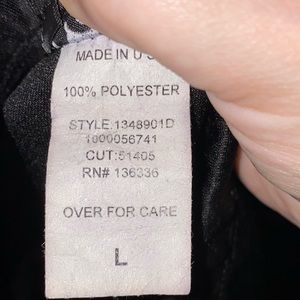 MADE IN U S
100% POLYESTER
STYLE:1348901D
1000056741
CUT:51405
RN# 136336
OVER FOR CARE
L